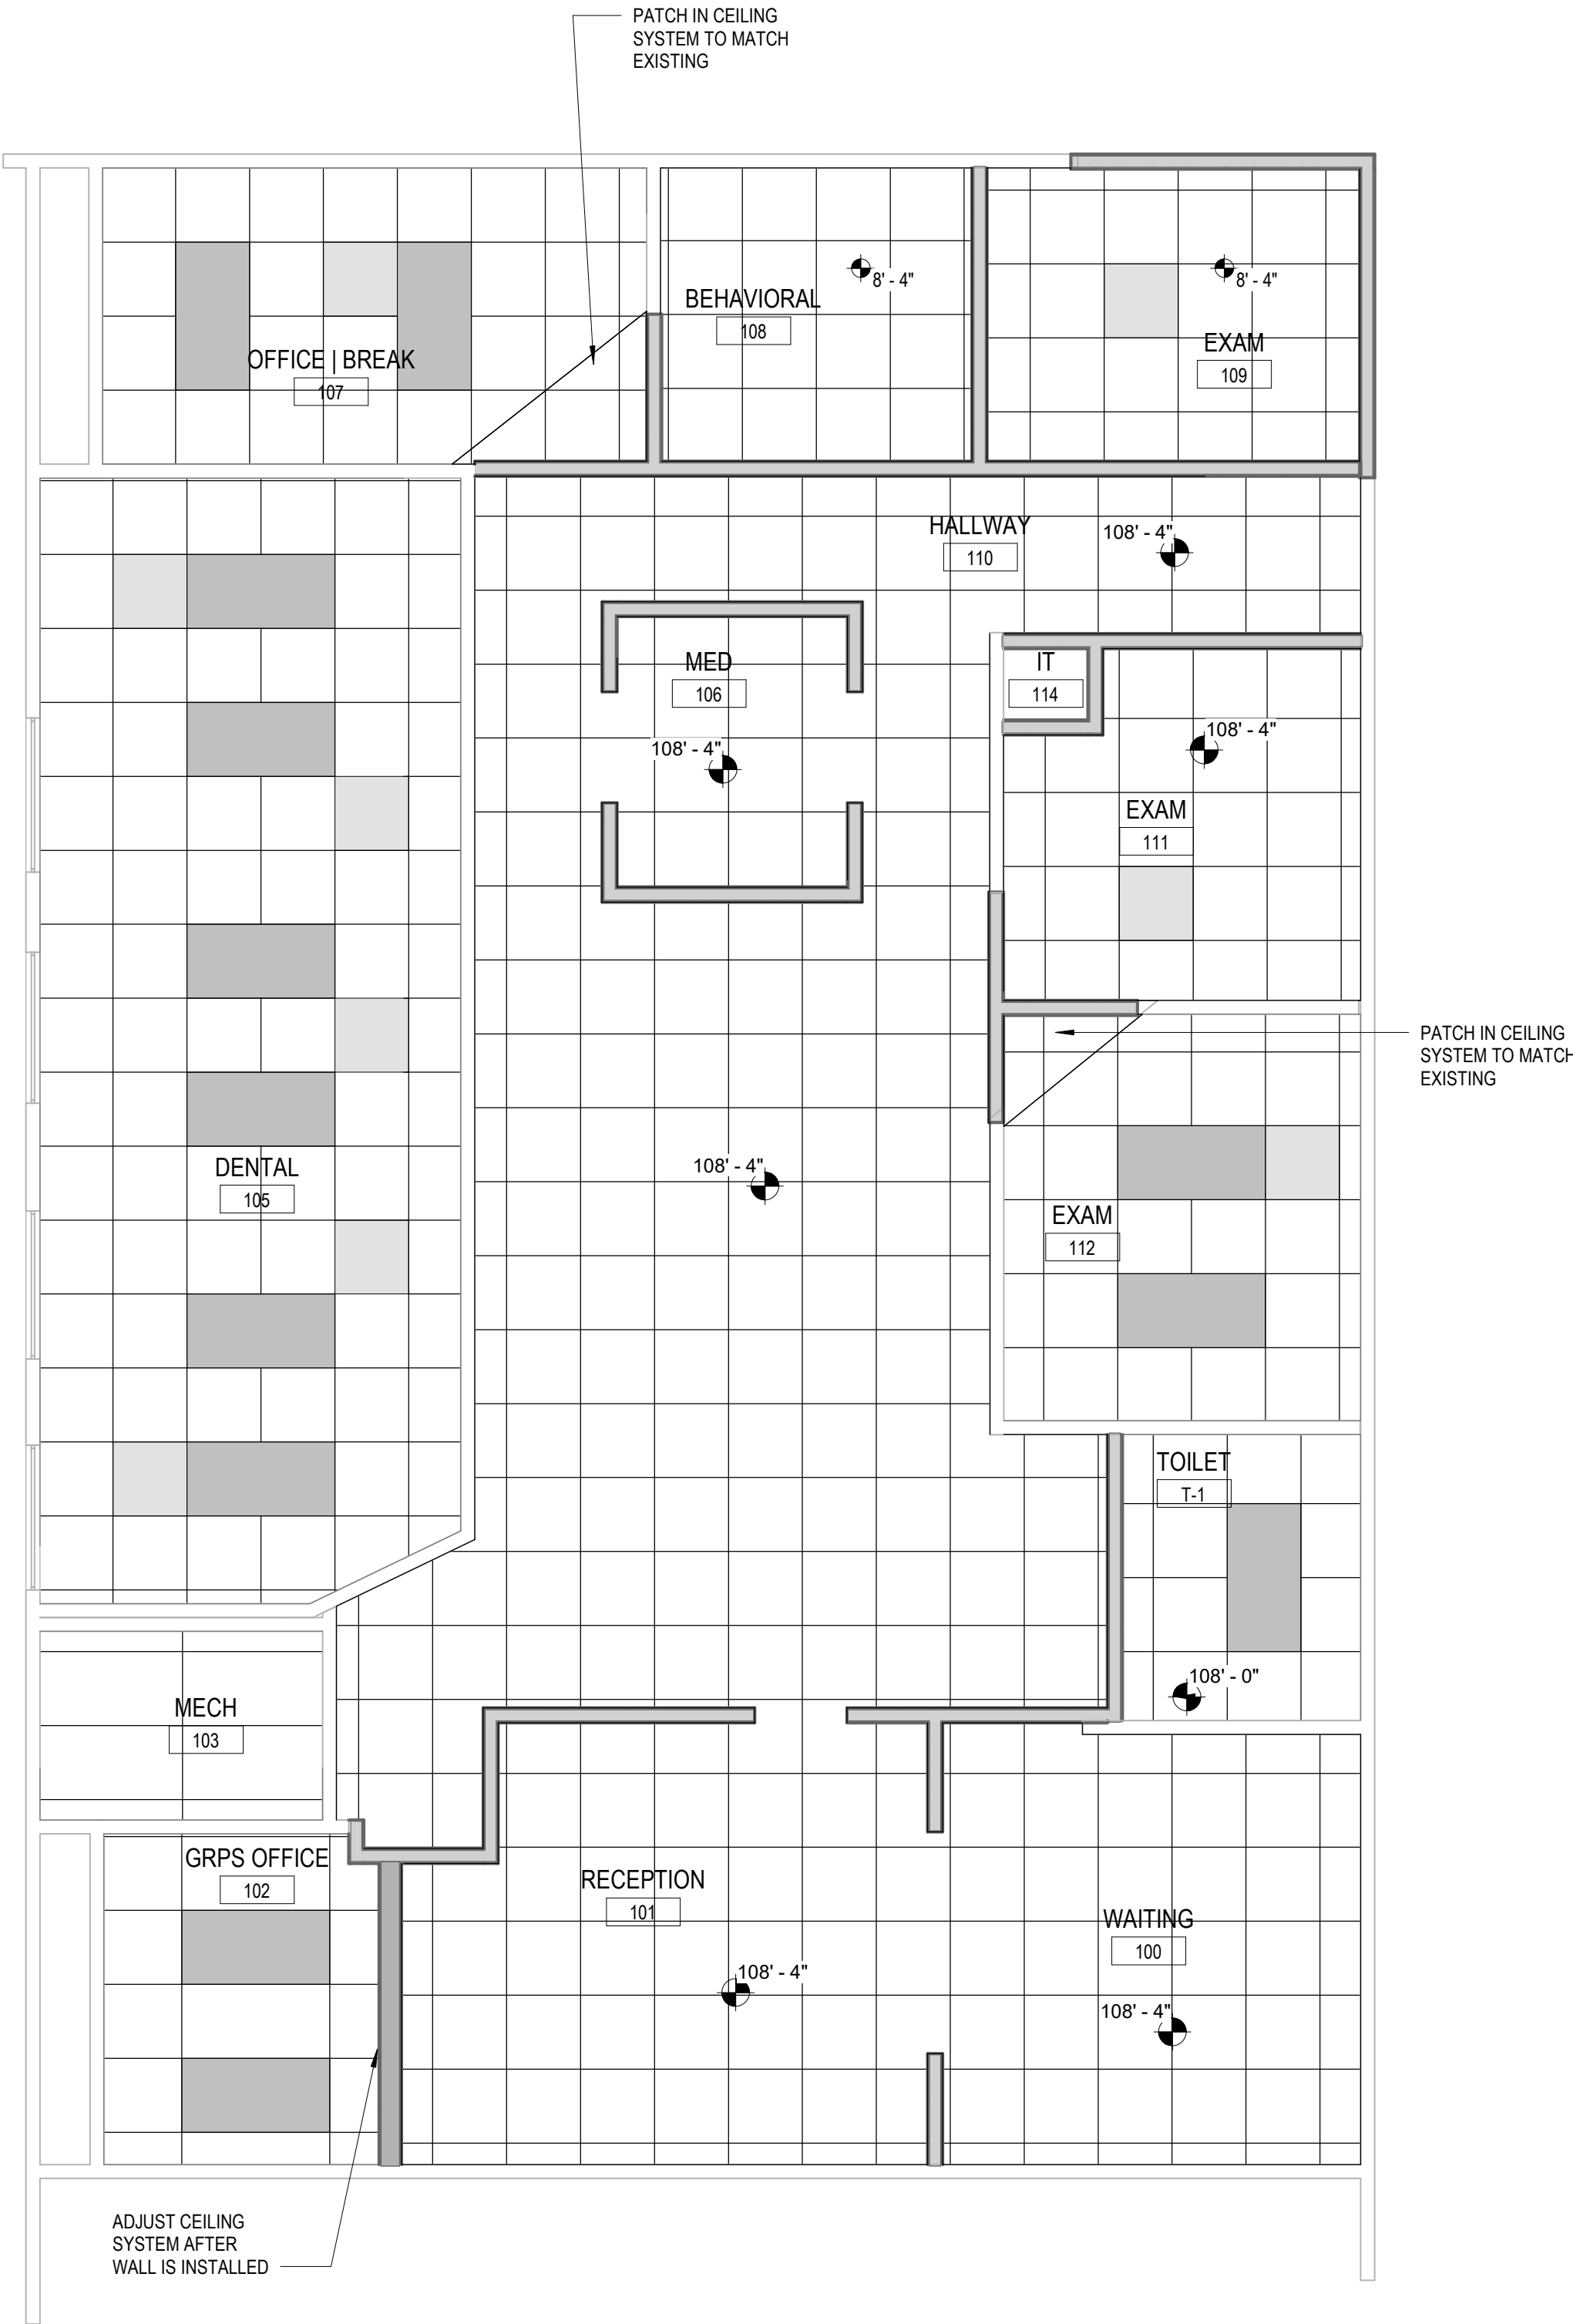 PATCH IN CEILING
SYSTEM TO MATCH
EXISTING
8' - 4"
8' - 4"
BEHAVIORAL
108
EXAM
109
OFFICE | BREAK
107
HALLWAY
110
108' - 4"
MED
106
IT
114
108' - 4"
108' - 4"
EXAM
111
PATCH IN CEILING
SYSTEM TO MATCH
EXISTING
108' - 4"
DENTAL
105
EXAM
112
TOILET
T-1
108' - 0"
MECH
103
GRPS OFFICE
102
RECEPTION
101
WAITING
100
108' - 4"
108' - 4"
ADJUST CEILING
SYSTEM AFTER
WALL IS INSTALLED